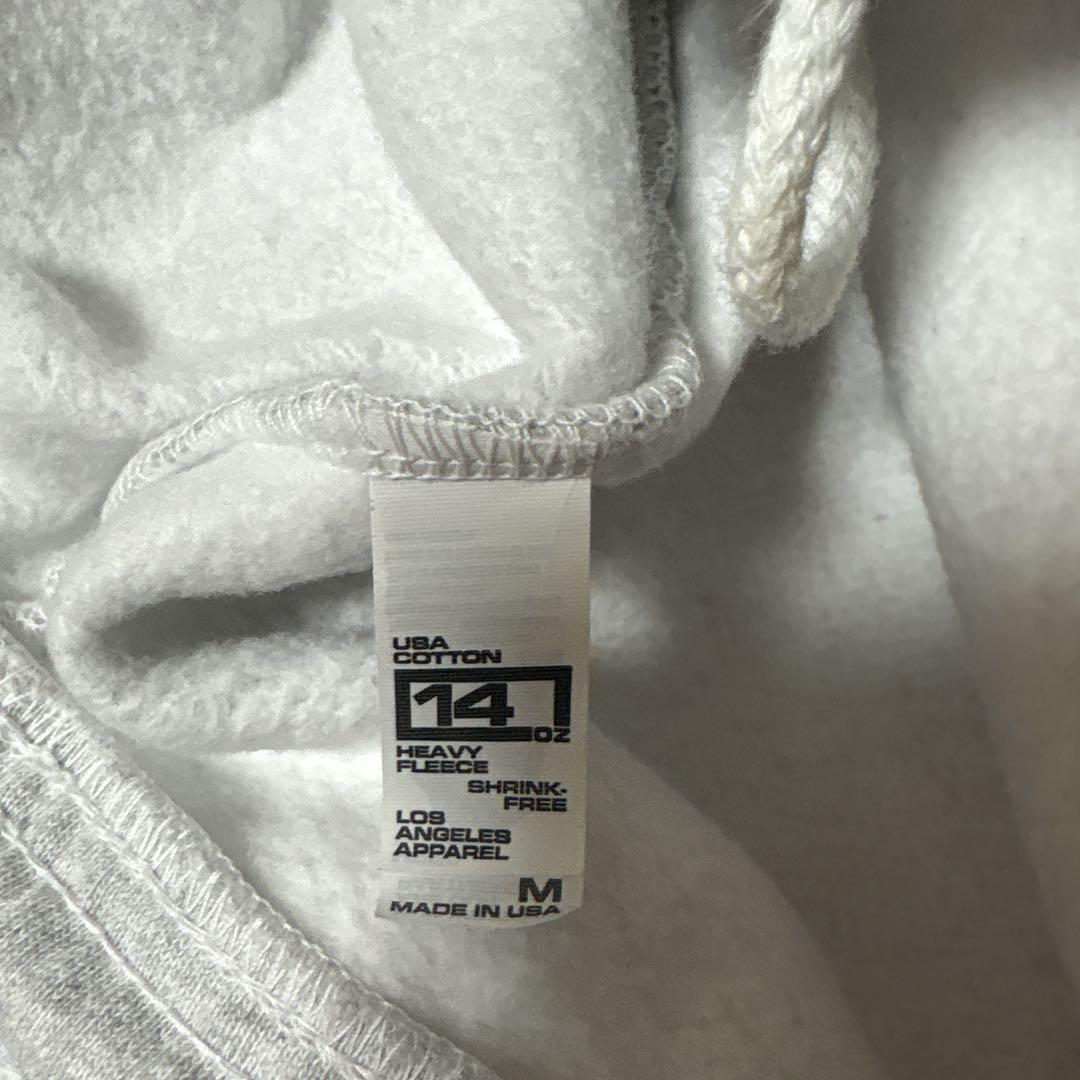 USA
COTTON
14
OZ
HEAVY
FLEECE
SHRINK-
FREE
LOS
ANGELES
APPAREL
M
MADE IN USA